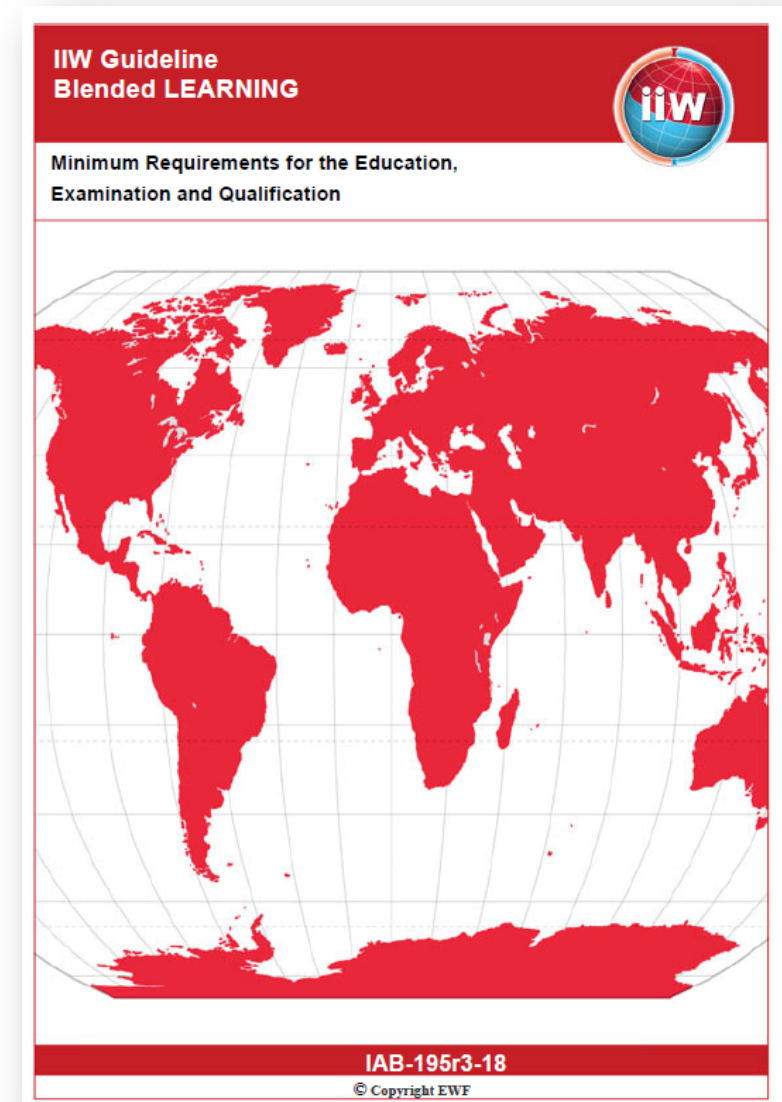 IIW Guideline
Blended LEARNING
iiw
Minimum Requirements for the Education,
Examination and Qualification
IAB-195r3-18
© Copyright EWF